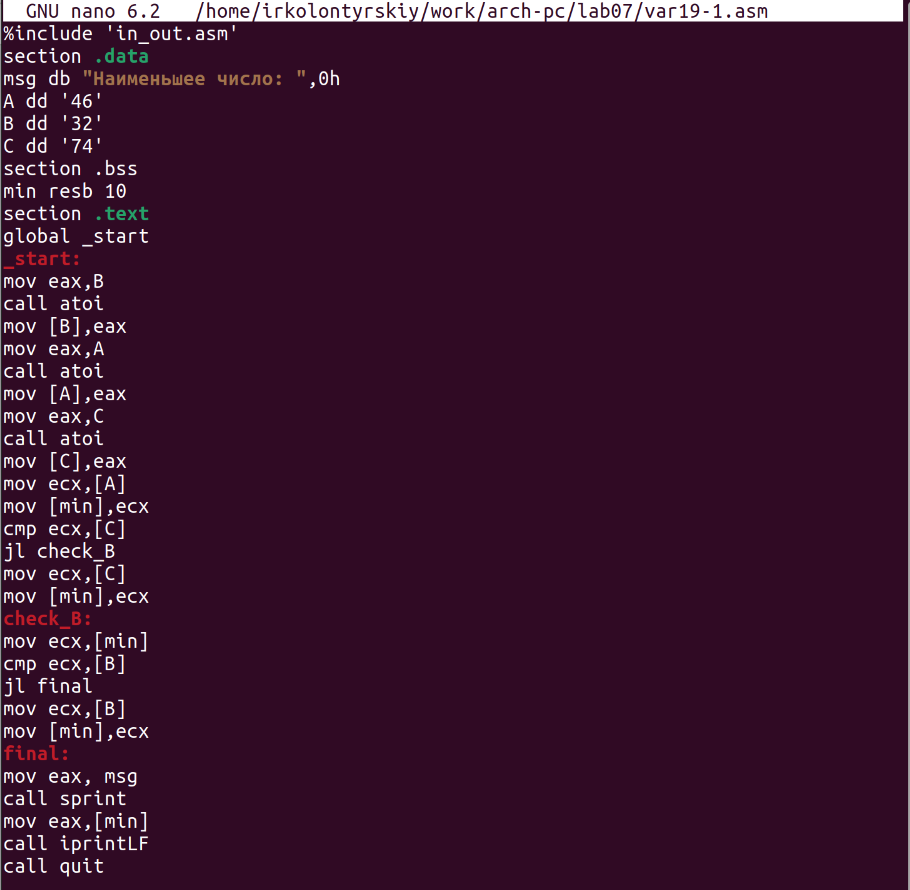 GNU nano 6.2 /home/irkolontyrskiy/work/arch-pc/lab07/var19-1.asm
%include 'in_out.asm'
section .data
msg db "Наименьшее число: ",0h
A dd '46'
B dd '32'
C dd '74'
section .bss
min resb 10
section .text
global _start
_start:
mov eax,B
call atoi
mov [B],eax
mov eax,A
call atoi
mov [A],eax
mov eax,C
call atoi
mov [C],eax
mov ecx,[A]
mov [min],ecx
cmp ecx,[C]
jl check_B
mov ecx,[C]
mov [min],ecx
check_B:
mov ecx,[min]
cmp ecx,[B]
jl final
mov ecx,[B]
mov [min],ecx
final:
mov eax, msg
call sprint
mov eax,[min]
call iprintLF
call quit